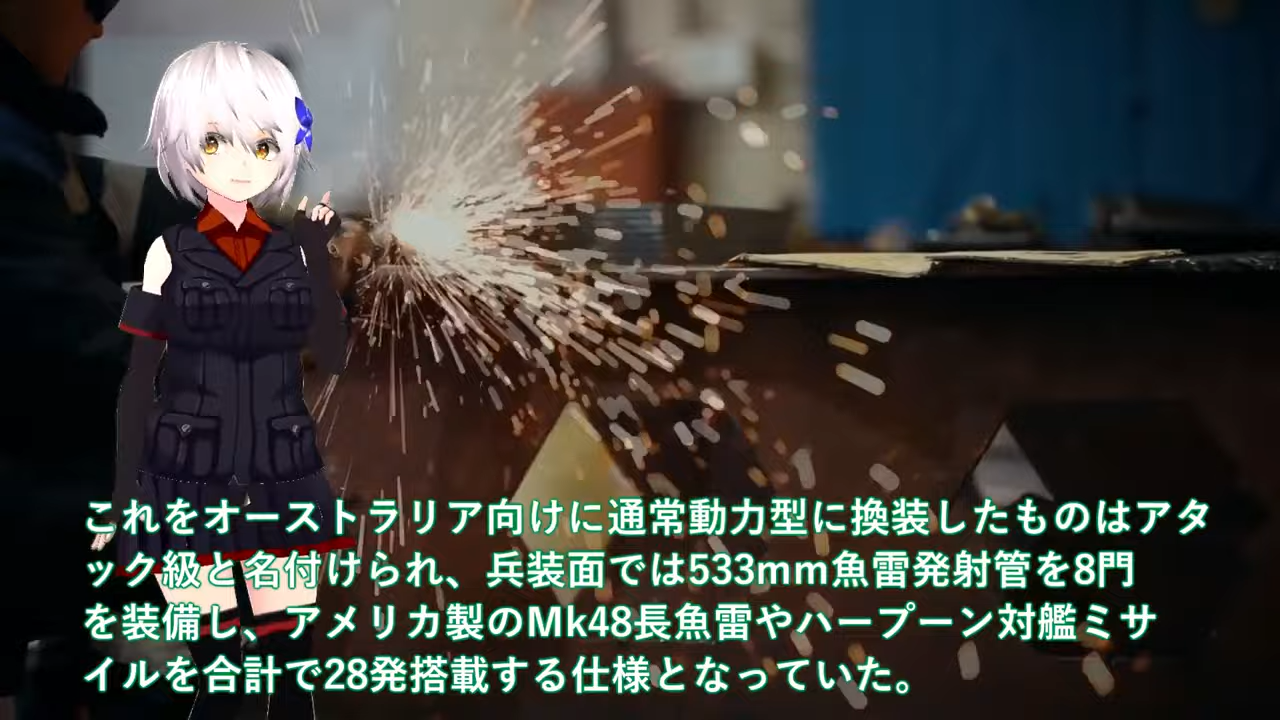 これをオーストラリア向けに通常動力型に換装したものはアタ
ック級と名付けられ、兵装面では533mm魚雷発射管を8門
を装備し、アメリカ製のMk48長魚雷やハープーン対艦ミサ
イルを合計で28発搭載する仕様となっていた。